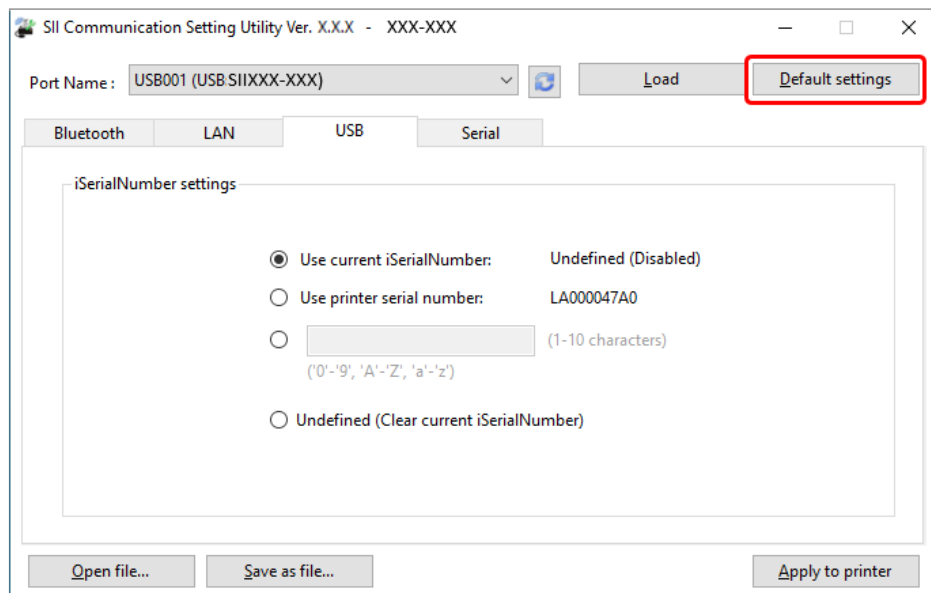 SII Communication Setting Utility Ver. X.X.X - XXX-XXX
Port Name : USB001 (USB:SIIXXX-XXX) Load Default settings
Bluetooth LAN USB Serial
iSerialNumber settings
Use current iSerialNumber: Undefined (Disabled)
Use printer serial number: LA000047A0
(1-10 characters)
('0'-'9', 'A'-'Z', 'a'-'z')
Undefined (Clear current iSerialNumber)
Open file... Save as file... Apply to printer